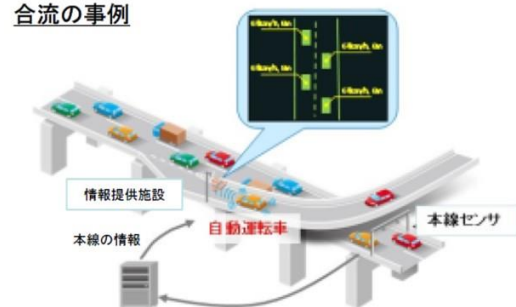 合流の事例
情報提供施設
自動運転車
本線センサ
本線の情報